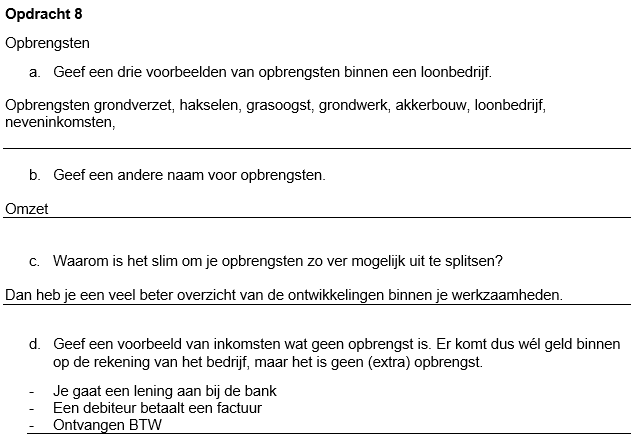 Opdracht 8
Opbrengsten
a. Geef een drie voorbeelden van opbrengsten binnen een loonbedrijf.
Opbrengsten grondverzet, hakselen, grasoogst, grondwerk, akkerbouw, loonbedrijf,
neveninkomsten,
b. Geef een andere naam voor opbrengsten.
Omzet
c. Waarom is het slim om je opbrengsten zo ver mogelijk uit te splitsen?
Dan heb je een veel beter overzicht van de ontwikkelingen binnen je werkzaamheden.
d. Geef een voorbeeld van inkomsten wat geen opbrengst is. Er komt dus wél geld binnen
op de rekening van het bedrijf, maar het is geen (extra) opbrengst.
- Je gaat een lening aan bij de bank
- Een debiteur betaalt een factuur
- Ontvangen BTW